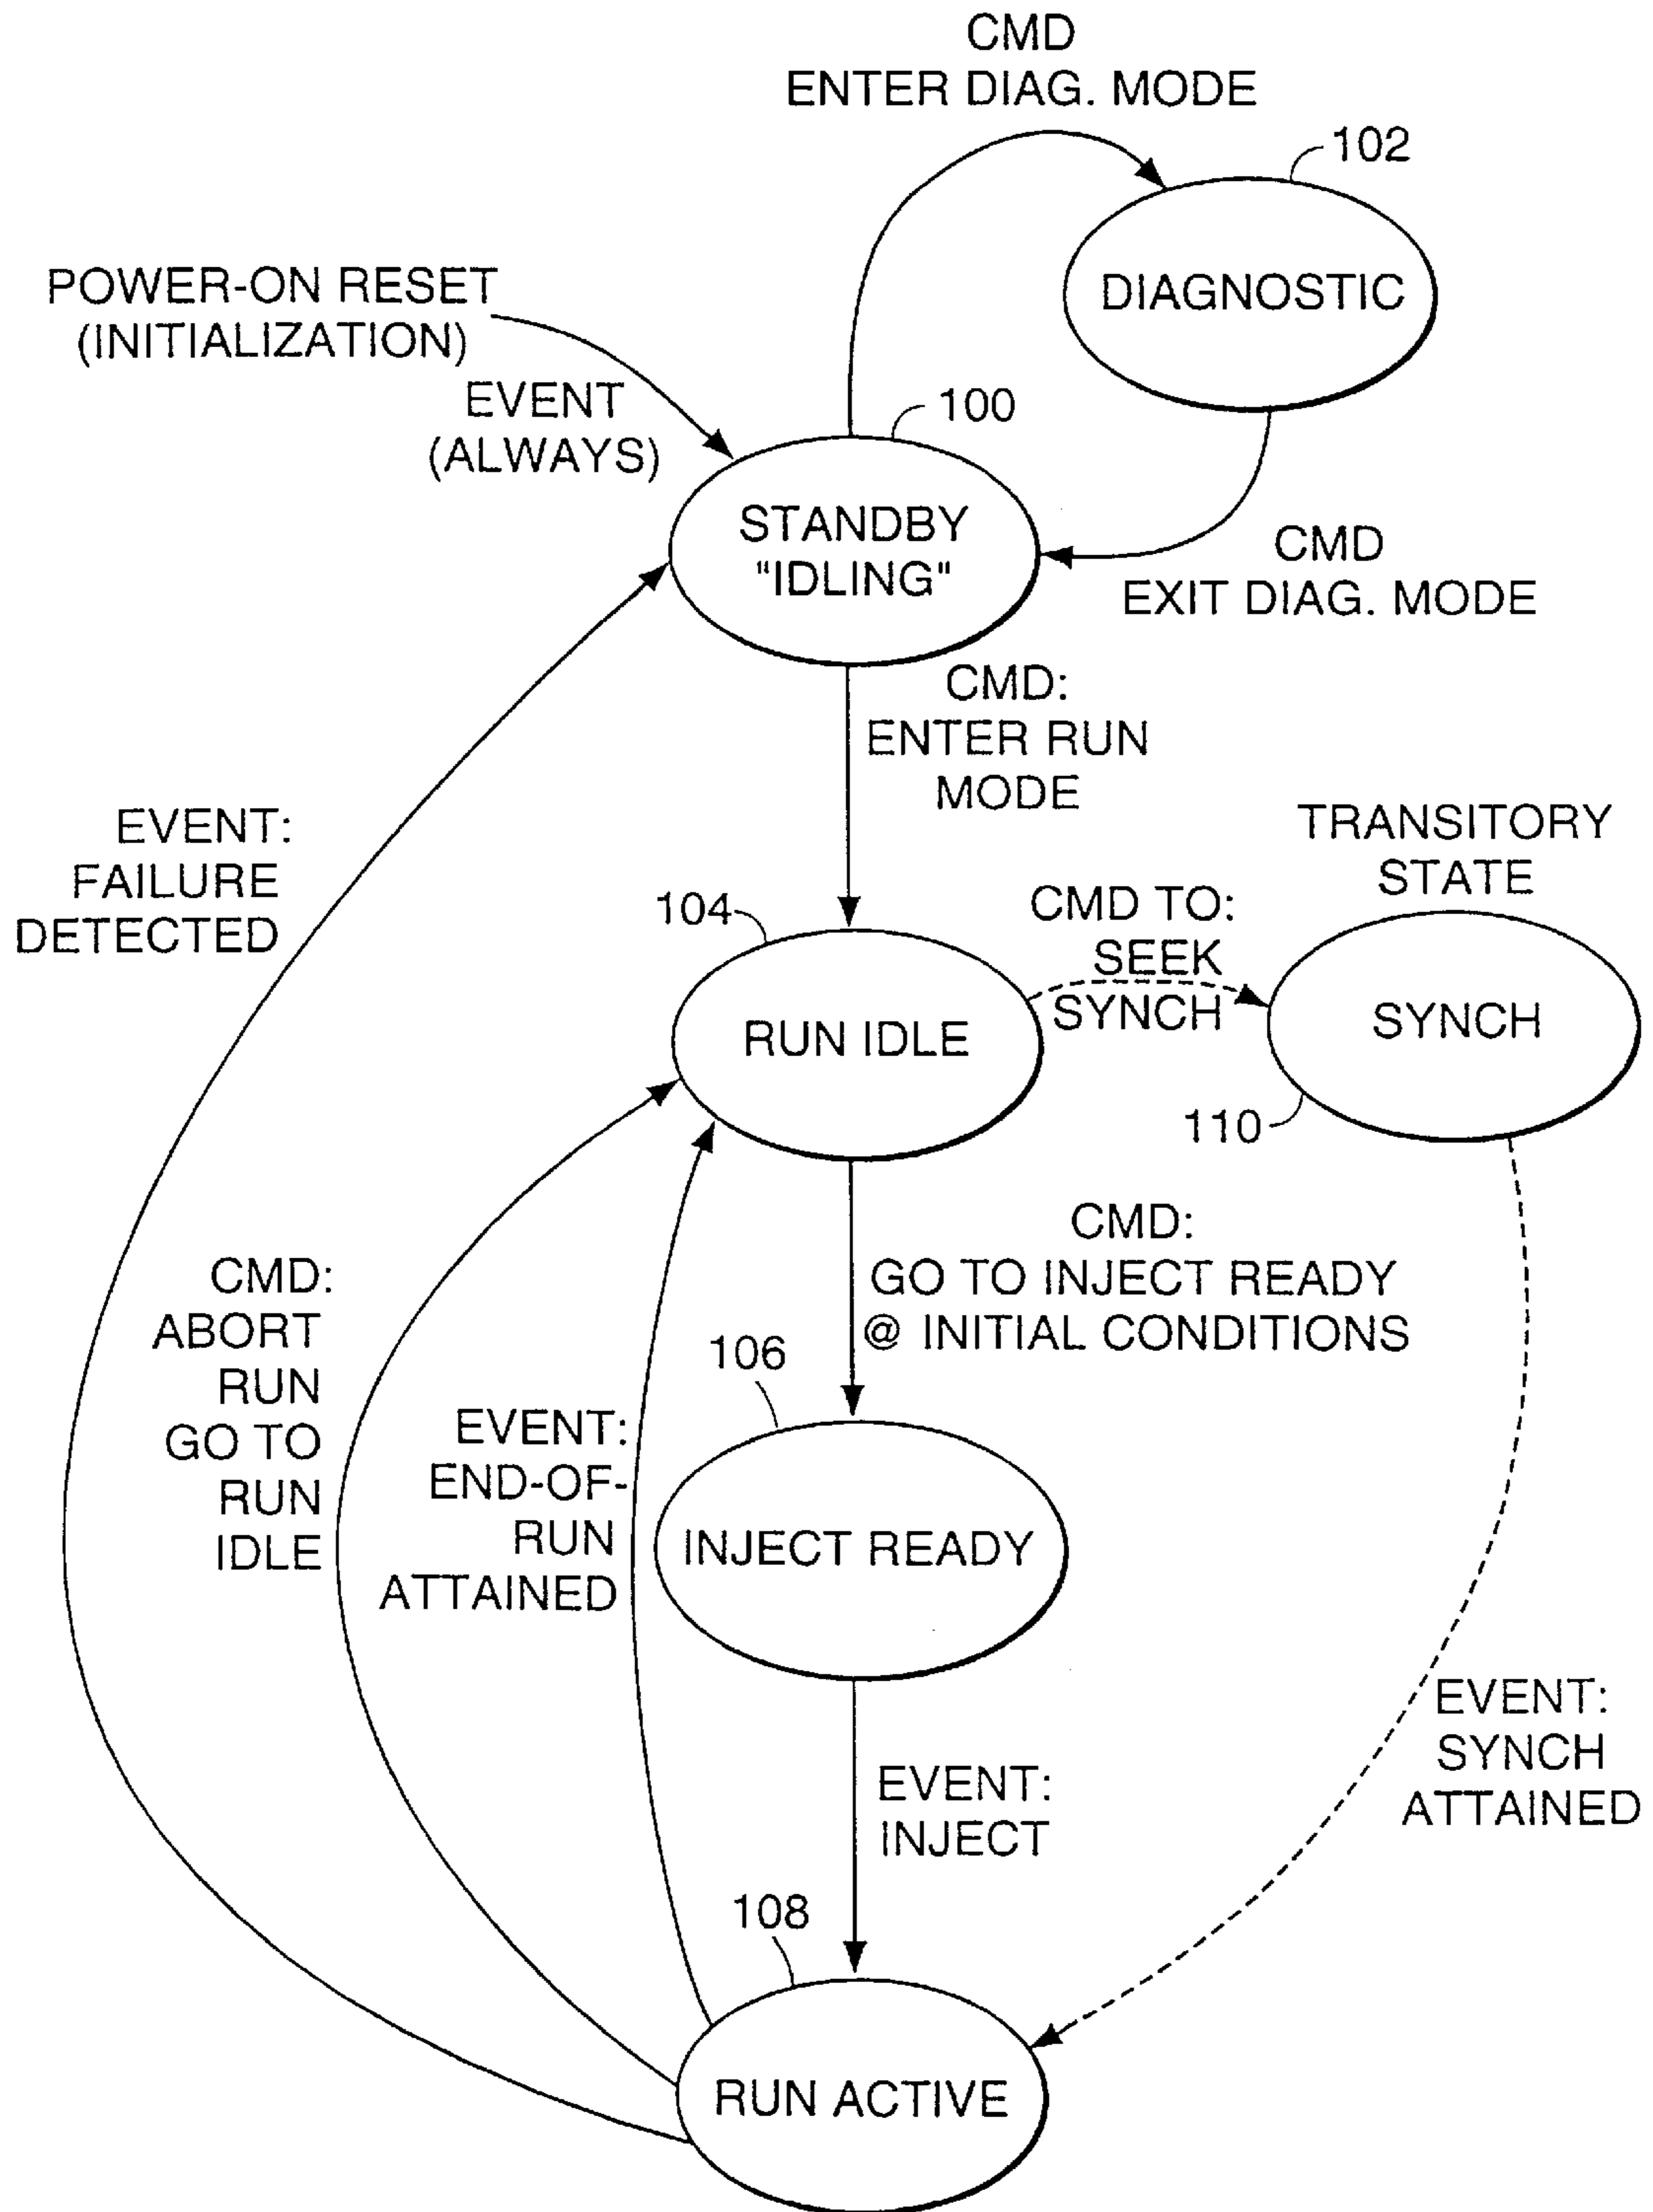 CMD
ENTER DIAG. MODE
102
DIAGNOSTIC
POWER-ON RESET
(INITIALIZATION)
EVENT
(ALWAYS)
100
STANDBY
"IDLING"
CMD
EXIT DIAG. MODE
CMD:
ENTER RUN
MODE
EVENT:
FAILURE
DETECTED
TRANSITORY
STATE
104
CMD TO:
SEEK
SYNCH
RUN IDLE
SYNCH
110
CMD:
GO TO INJECT READY
@ INITIAL CONDITIONS
CMD:
ABORT
RUN
GO TO
RUN
IDLE
EVENT:
END-OF-
RUN
ATTAINED
106
INJECT READY
EVENT:
SYNCH
ATTAINED
EVENT:
INJECT
108
RUN ACTIVE